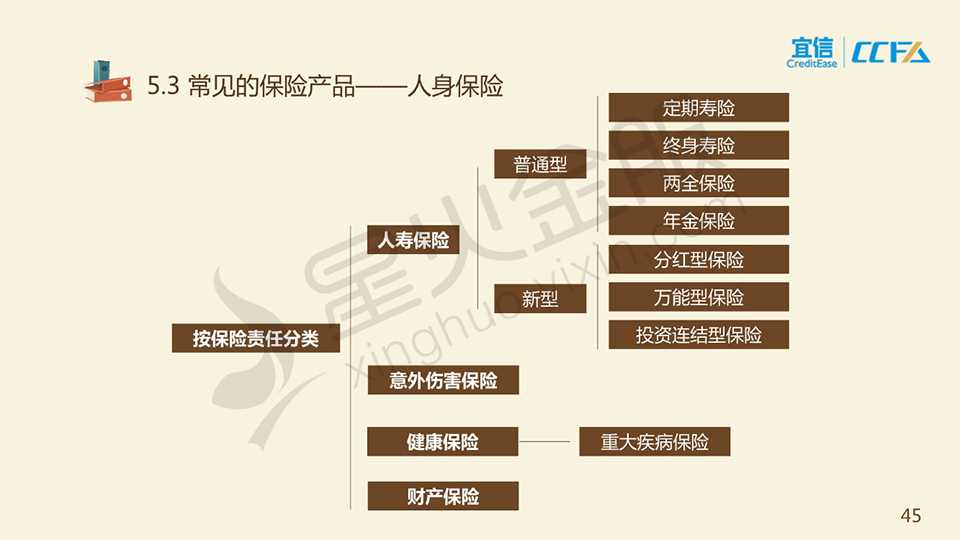 宜信
CreditEase
CCFA
5.3 常见的保险产品——人身保险
定期寿险
终身寿险
普通型
两全保险
年金保险
人寿保险
分红型保险
新型
万能型保险
投资连结型保险
按保险责任分类
意外伤害保险
健康保险
重大疾病保险
财产保险
星火金服
xinghuo.yixin.com
45